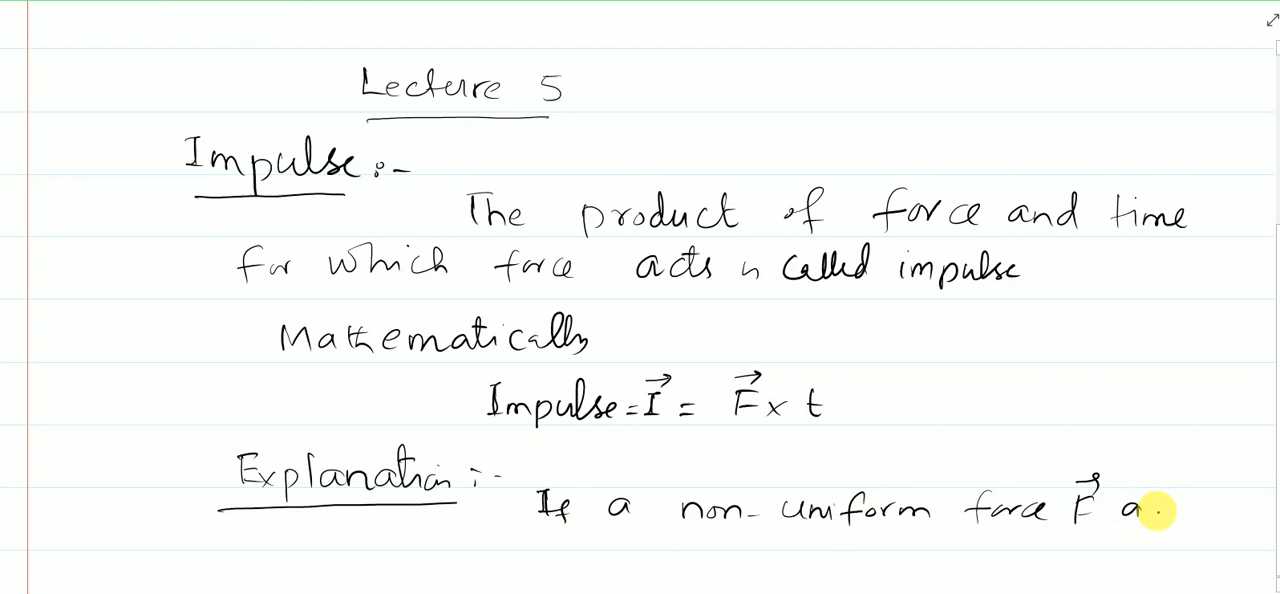 Lecture 5
Impulse :-
The product of force and time
for which force acts is called impulse
Mathematically
Impulse = I⃗ = F⃗ × t
Explanation :-
If a non-uniform force F⃗ a